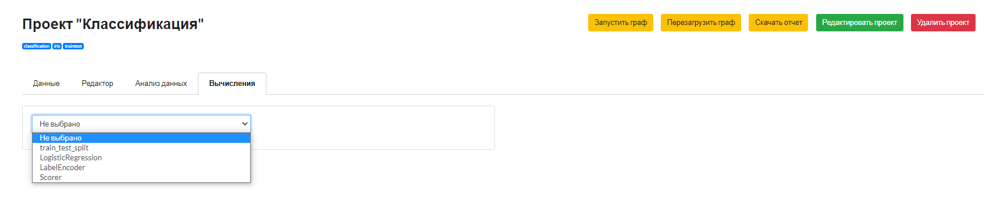 Проект "Классификация"
Запустить граф Перезагрузить граф Скачать отчет Редактировать проект Удалить проект
classification iris traintest
Данные Редактор Анализ данных Вычисления
Не выбрано
Не выбрано
train_test_split
LogisticRegression
LabelEncoder
Scorer